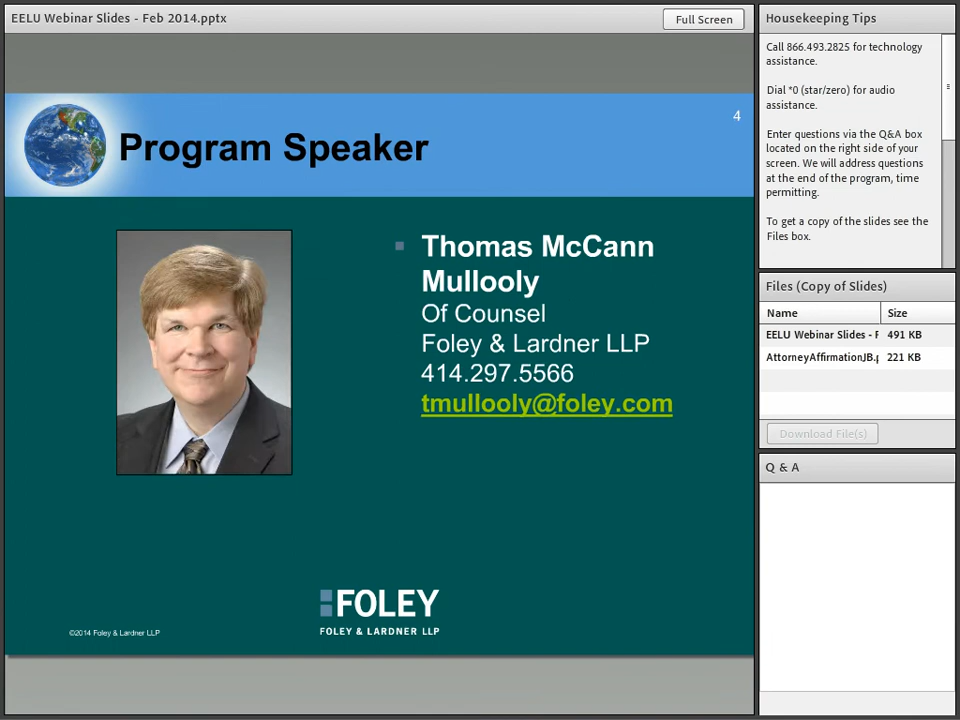 EELU Webinar Slides - Feb 2014.pptx
Full Screen
4
Program Speaker
Thomas McCann
Mullooly
Of Counsel
Foley & Lardner LLP
414.297.5566
tmullooly@foley.com
©2014 Foley & Lardner LLP
FOLEY
FOLEY & LARDNER LLP
Housekeeping Tips
Call 866.493.2825 for technology
assistance.
Dial *0 (star/zero) for audio
assistance.
Enter questions via the Q&A box
located on the right side of your
screen. We will address questions
at the end of the program, time
permitting.
To get a copy of the slides see the
Files box.
Files (Copy of Slides)
Name Size
EELU Webinar Slides - F 491 KB
AttorneyAffirmationJB.p 221 KB
Download File(s)
Q & A